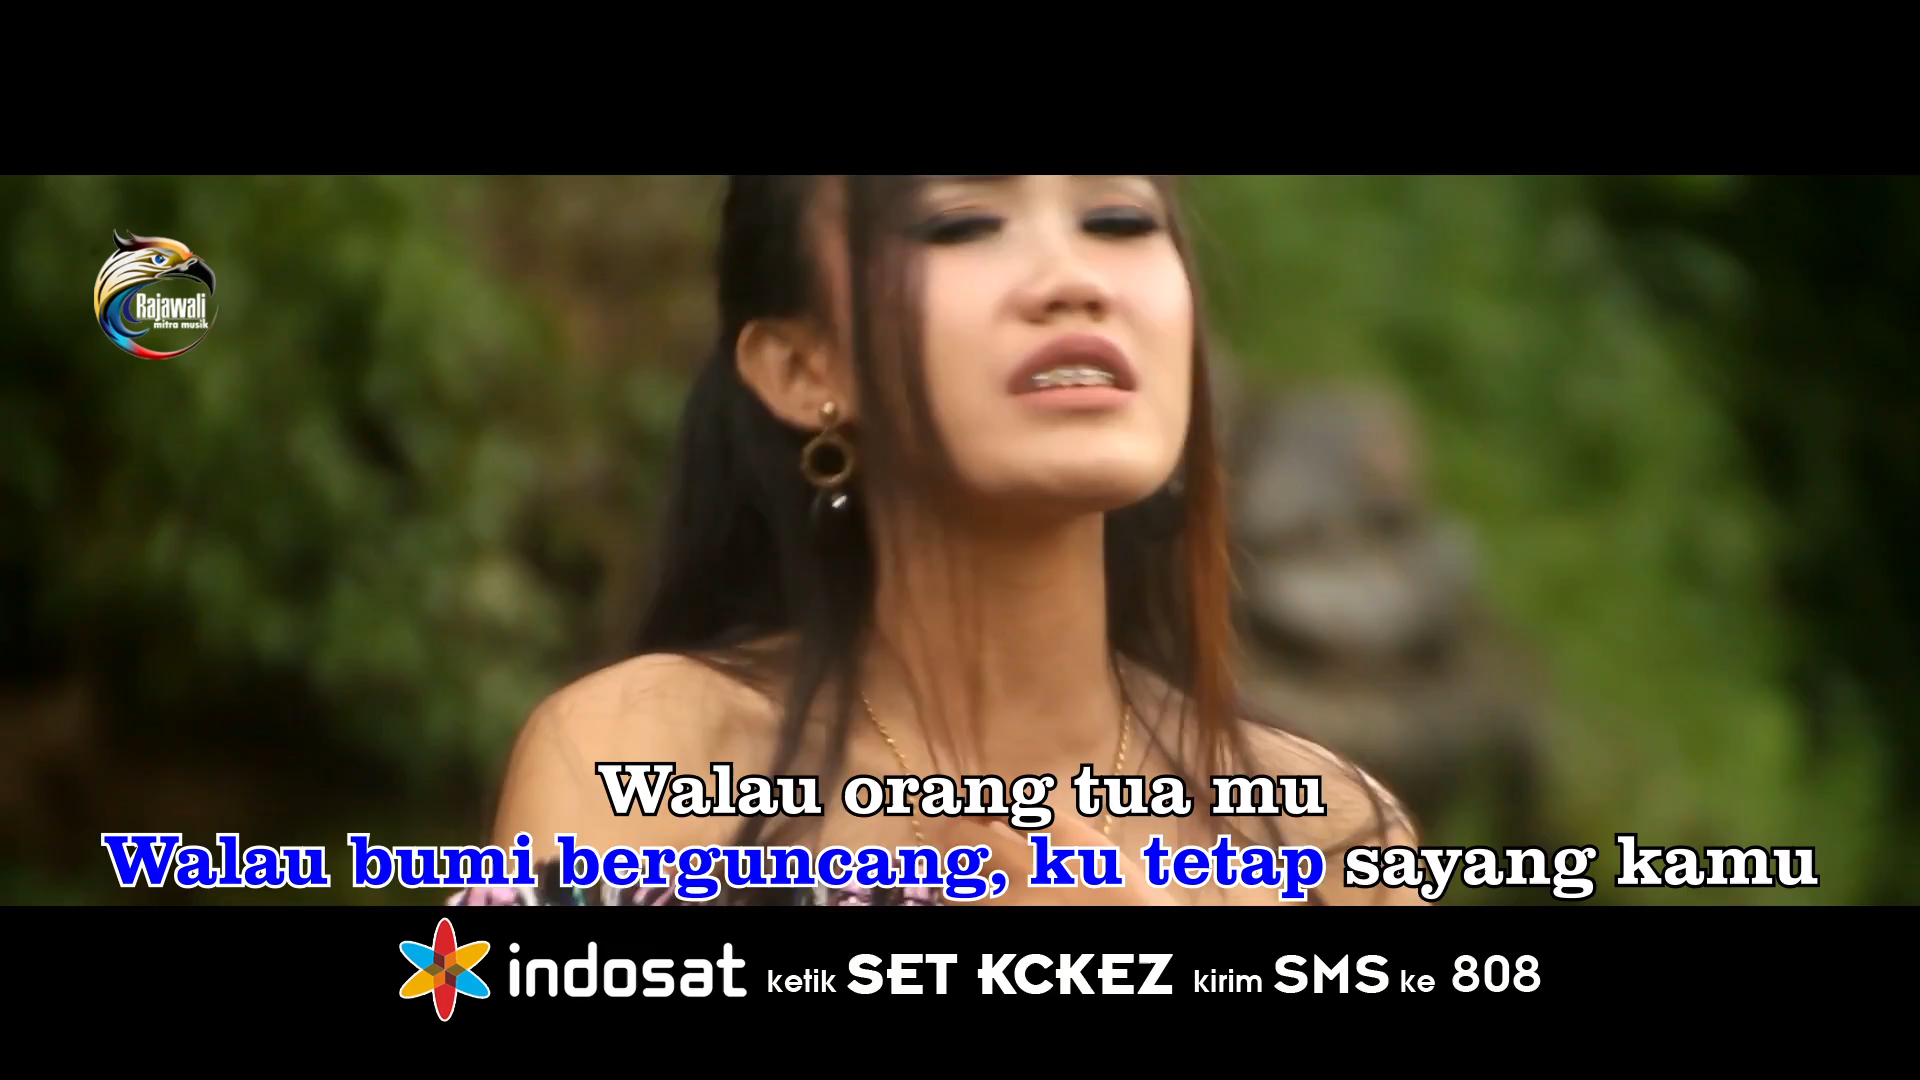 Rajawali
mitra musik
Walau orang tua mu
Walau bumi berguncang, ku tetap sayang kamu
indosat ketik SET KCKEZ kirim SMS ke 808